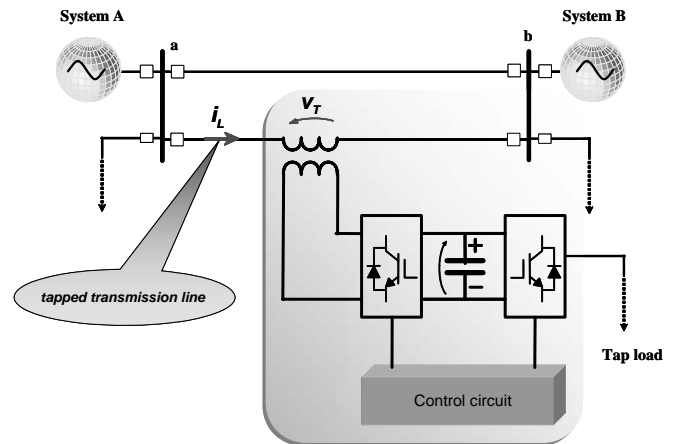 System A
System B
a
b
v_T
i_L
+
−
tapped transmission line
Tap load
Control circuit